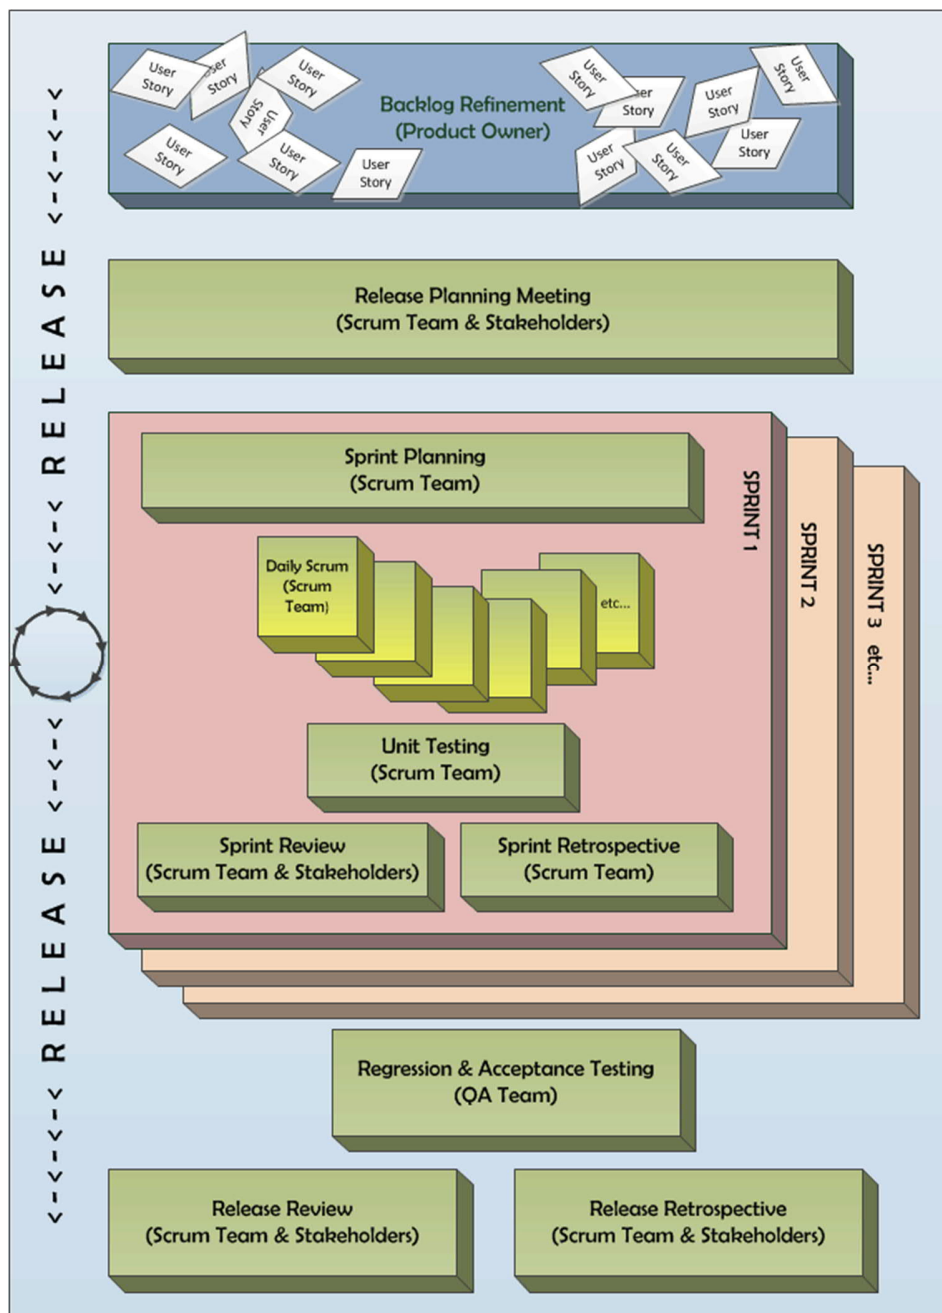 User
Story
User
Story
User
Story
User
Story
User
Story
User
Story
User
Story
Backlog Refinement
(Product Owner)
User
Story
User
Story
User
Story
User
Story
User
Story
User
Story
User
Story
RELEASE
Release Planning Meeting
(Scrum Team & Stakeholders)
SPRINT 1
SPRINT 2
SPRINT 3 etc...
Sprint Planning
(Scrum Team)
Daily Scrum
(Scrum
Team)
etc...
Unit Testing
(Scrum Team)
Sprint Review
(Scrum Team & Stakeholders)
Sprint Retrospective
(Scrum Team)
RELEASE
Regression & Acceptance Testing
(QA Team)
Release Review
(Scrum Team & Stakeholders)
Release Retrospective
(Scrum Team & Stakeholders)